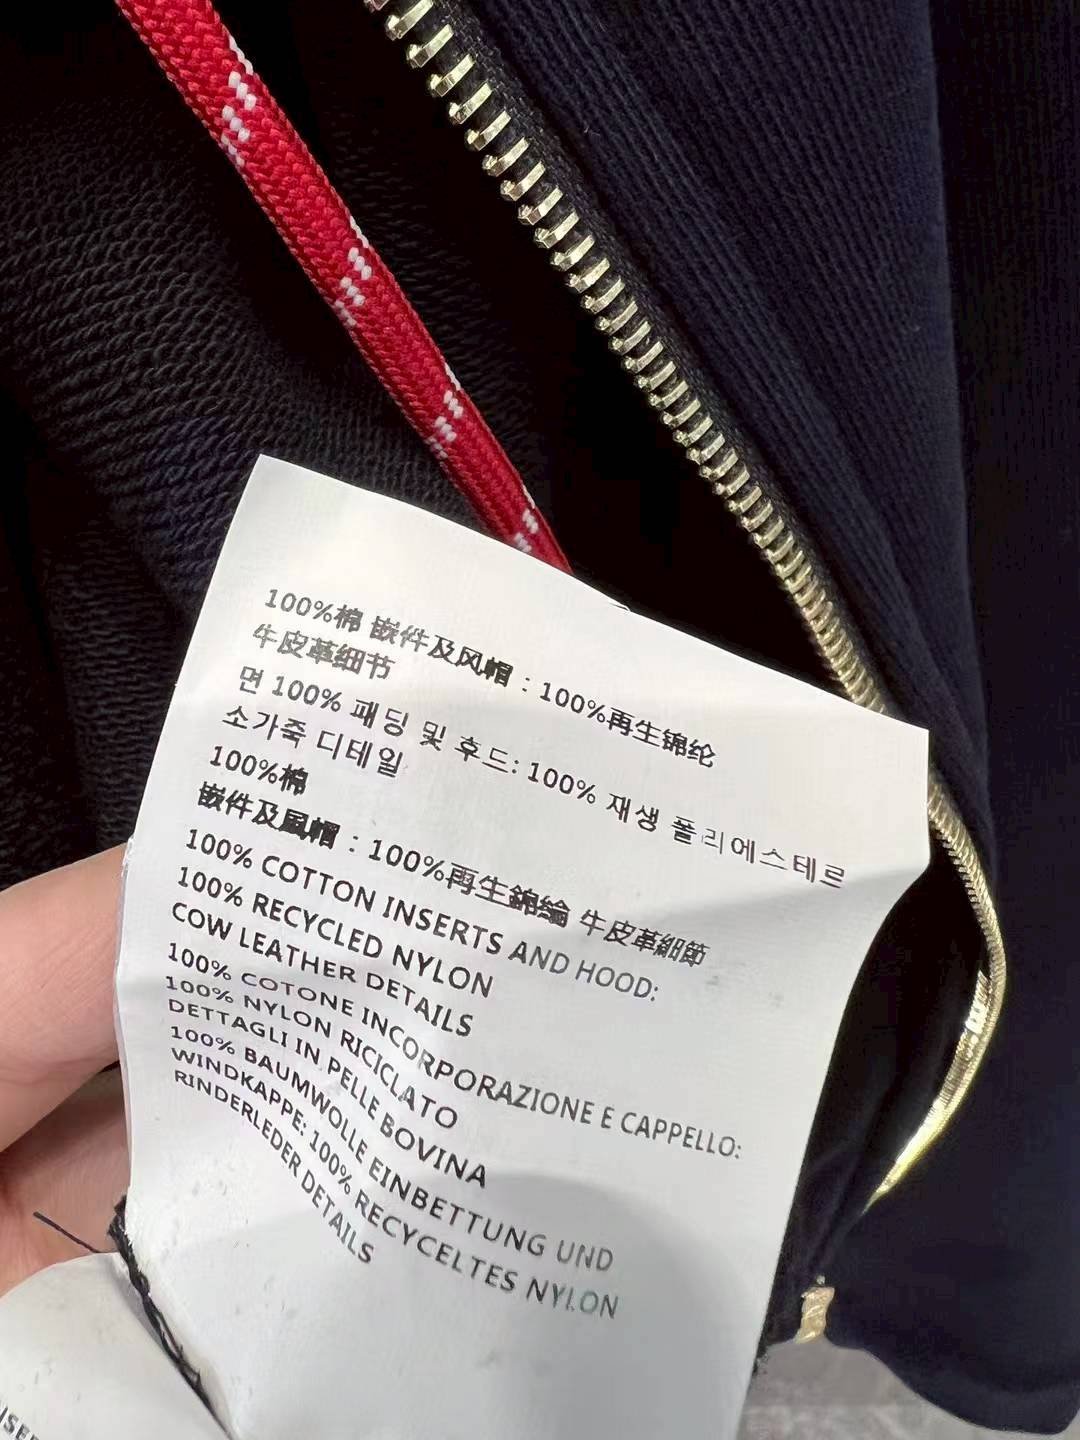 100%棉 嵌件及风帽：100%再生锦纶
牛皮革细节
면 100% 패딩 및 후드: 100% 재생 폴리에스테르
소가죽 디테일
100%棉
嵌件及風帽：100%再生錦綸 牛皮革細節
100% COTTON INSERTS AND HOOD:
100% RECYCLED NYLON
COW LEATHER DETAILS
100% COTONE INCORPORAZIONE E CAPPELLO:
100% NYLON RICICLATO
DETTAGLI IN PELLE BOVINA
100% BAUMWOLLE EINBETTUNG UND
WINDKAPPE: 100% RECYCELTES NYLON
RINDERLEDER DETAILS